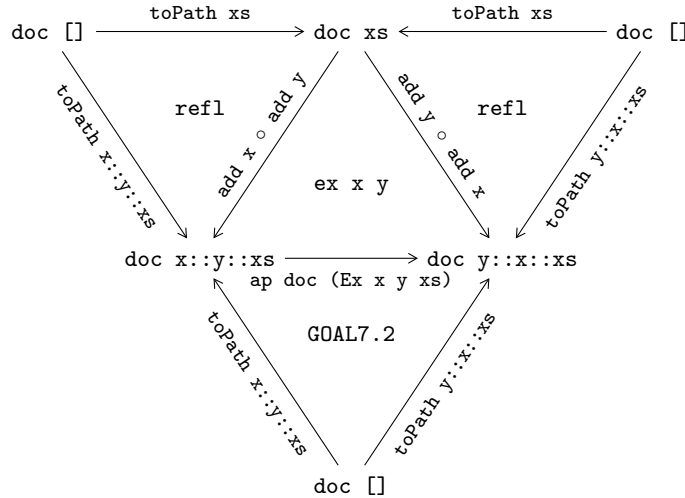 doc [] toPath xs doc xs toPath xs doc []
toPath x::y::xs refl add x ∘ add y add y ∘ add x refl toPath y::x::xs
ex x y
doc x::y::xs doc y::x::xs
ap doc (Ex x y xs)
GOAL7.2
toPath x::y::xs toPath y::x::xs
doc []